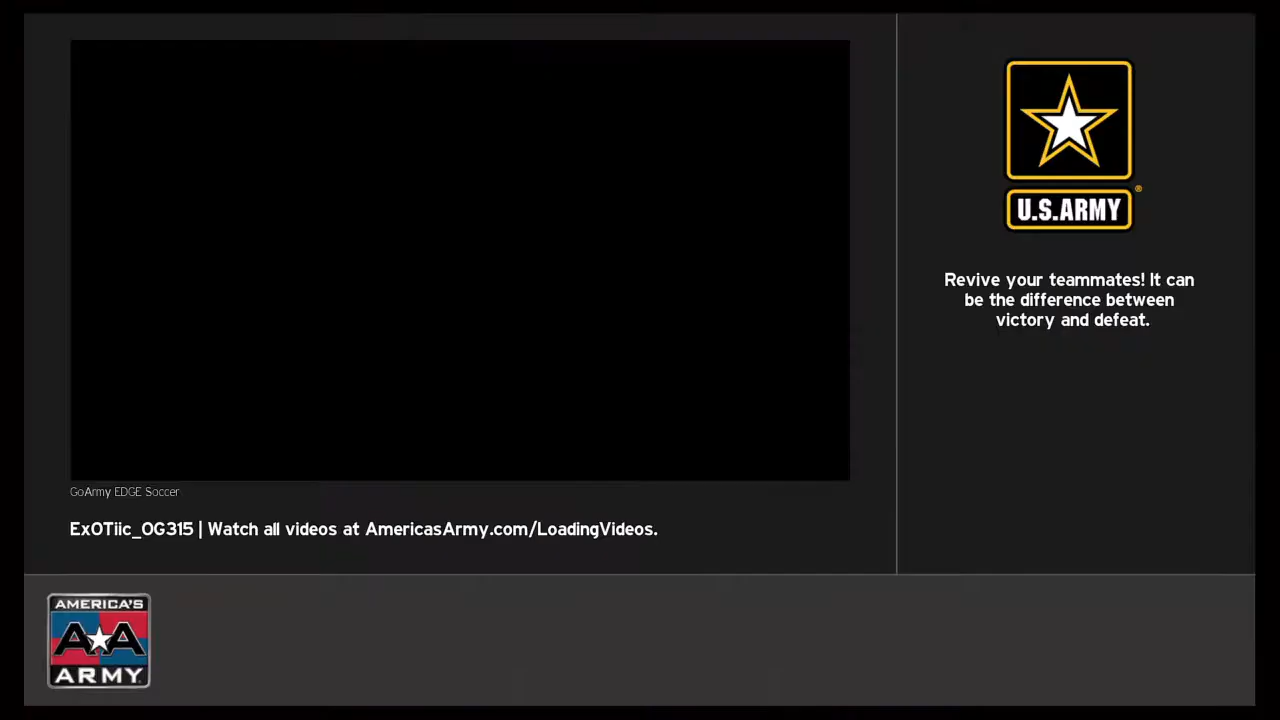 U.S.ARMY
®
Revive your teammates! It can
be the difference between
victory and defeat.
GoArmy EDGE Soccer
ExOTiic_OG315 | Watch all videos at AmericasArmy.com/LoadingVideos.
AMERICA'S
AA
ARMY